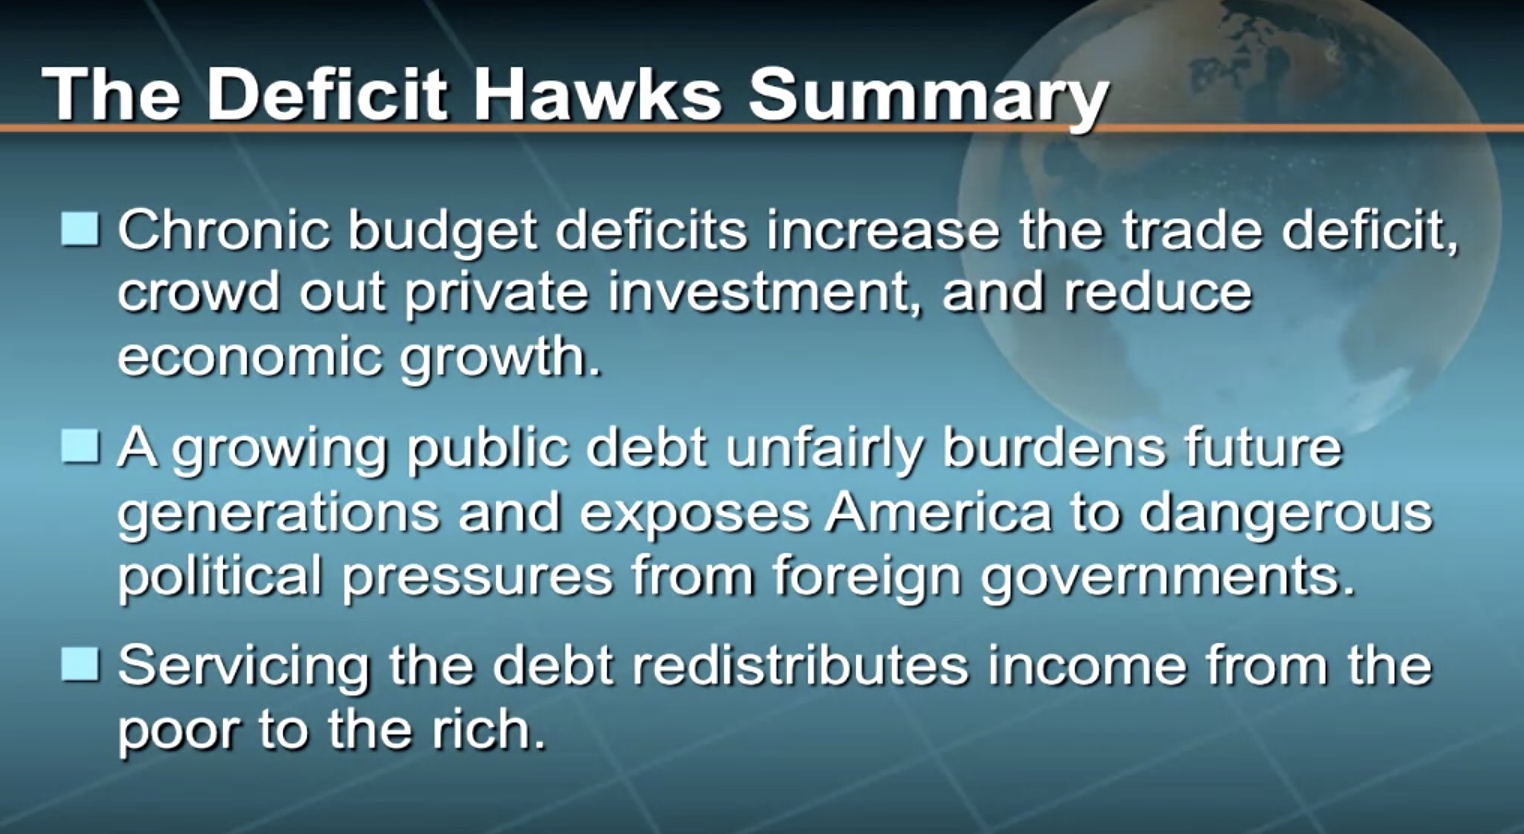 The Deficit Hawks Summary
Chronic budget deficits increase the trade deficit,
crowd out private investment, and reduce
economic growth.
A growing public debt unfairly burdens future
generations and exposes America to dangerous
political pressures from foreign governments.
Servicing the debt redistributes income from the
poor to the rich.